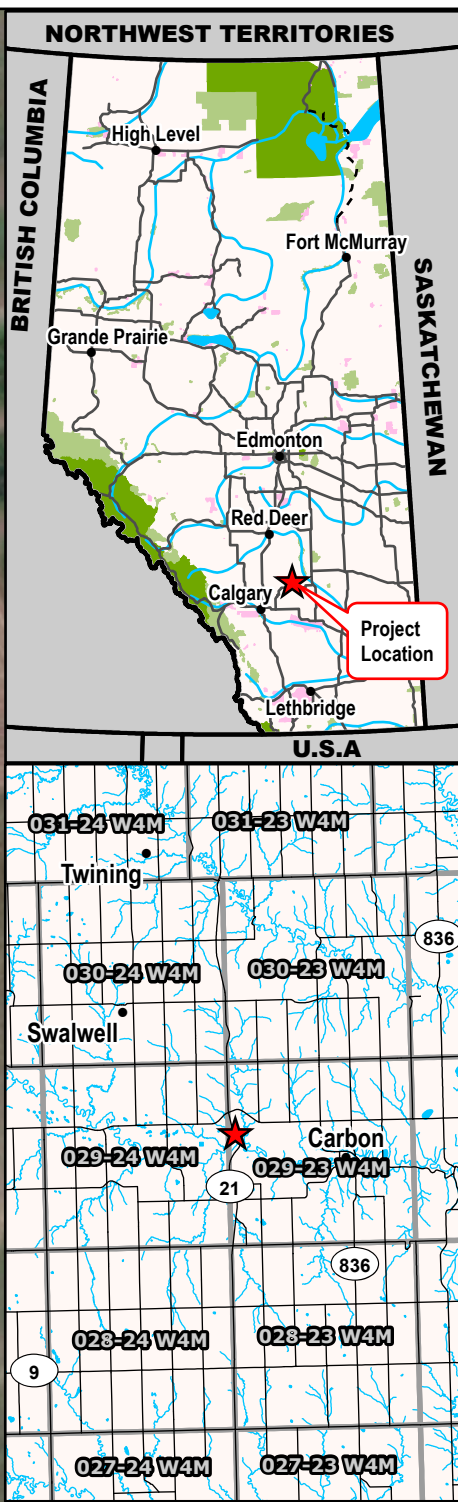 NORTHWEST TERRITORIES
BRITISH COLUMBIA
High Level
Fort McMurray
SASKATCHEWAN
Grande Prairie
Edmonton
Red Deer
Calgary
Project
Location
Lethbridge
U.S.A
031-24 W4M
031-23 W4M
Twining
836
030-24 W4M
030-23 W4M
Swalwell
Carbon
029-24 W4M
029-23 W4M
21
836
028-24 W4M
028-23 W4M
9
027-24 W4M
027-23 W4M